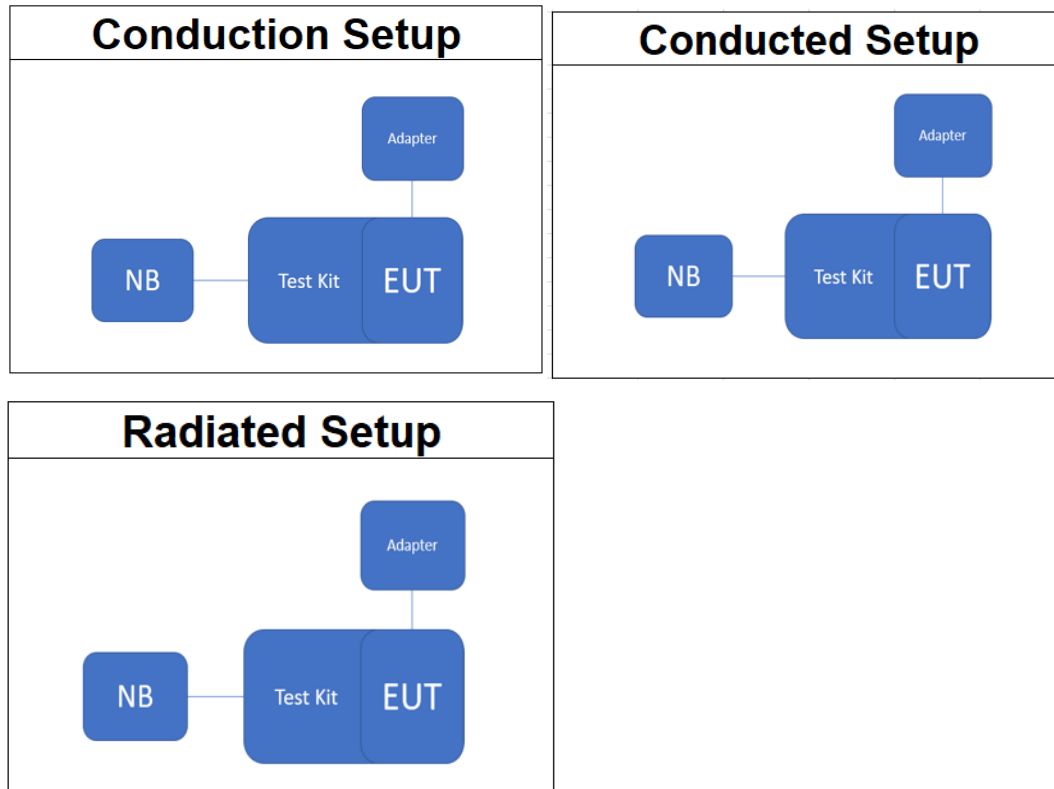 Conduction Setup
Adapter
NB
Test Kit
EUT
Conducted Setup
Adapter
NB
Test Kit
EUT
Radiated Setup
Adapter
NB
Test Kit
EUT